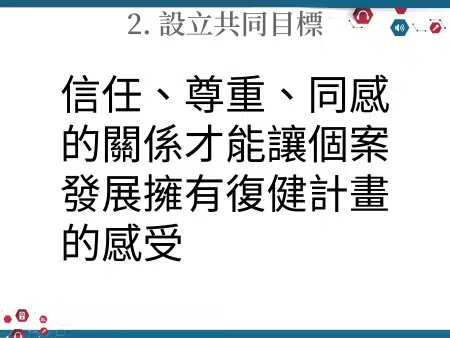 2. 設立共同目標
信任、尊重、同感
的關係才能讓個案
發展擁有復健計畫
的感受